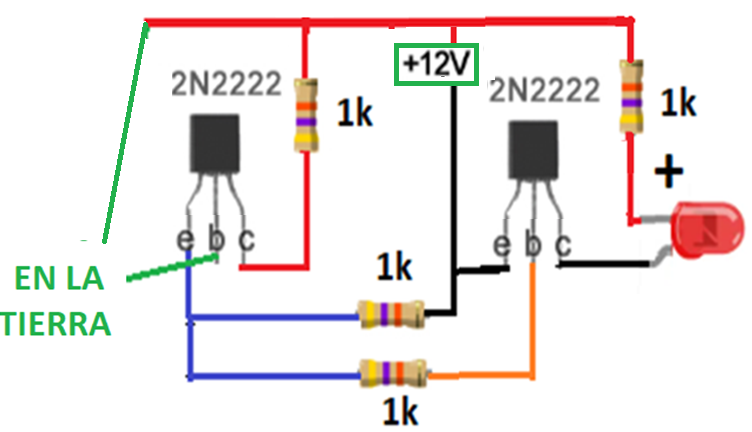 +12V
2N2222
2N2222
1k
1k
+
e b c
e b c
EN LA
TIERRA
1k
1k